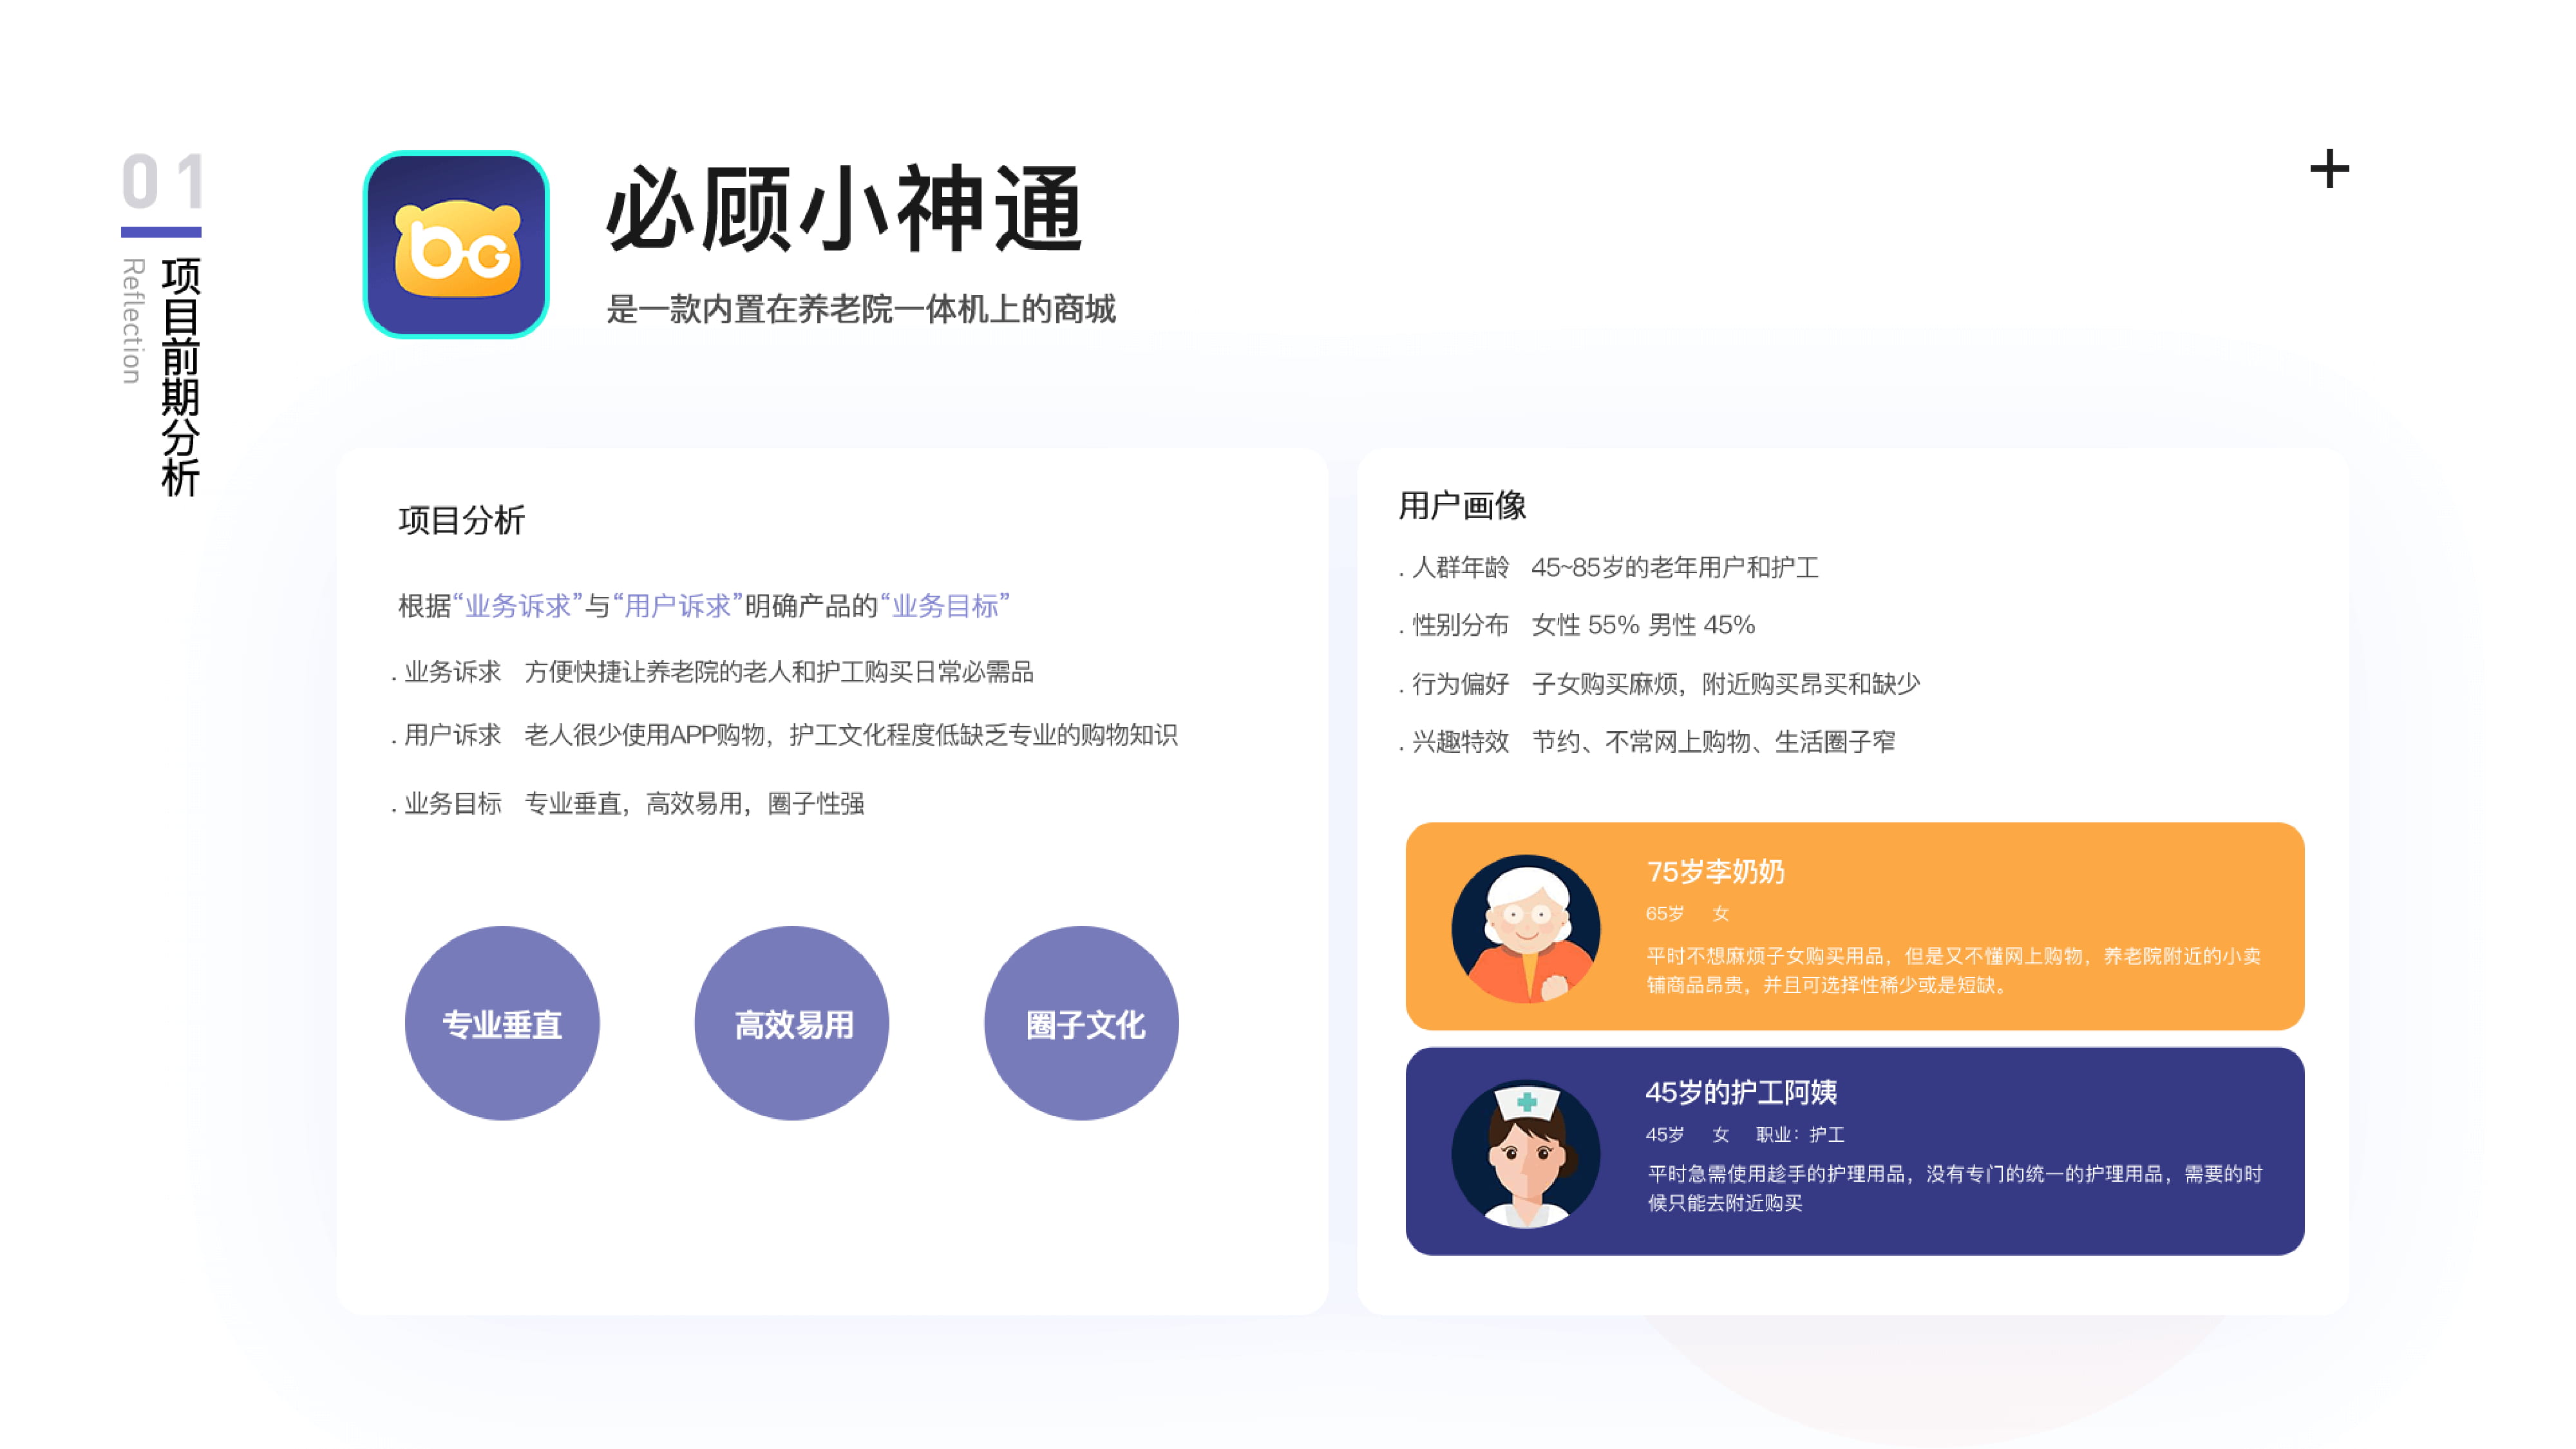 01
项目前期分析
Reflection
bG
必顾小神通
是一款内置在养老院一体机上的商城
+
项目分析
根据“业务诉求”与“用户诉求”明确产品的“业务目标”
. 业务诉求 方便快捷让养老院的老人和护工购买日常必需品
. 用户诉求 老人很少使用APP购物，护工文化程度低缺乏专业的购物知识
. 业务目标 专业垂直，高效易用，圈子性强
专业垂直
高效易用
圈子文化
用户画像
. 人群年龄 45~85岁的老年用户和护工
. 性别分布 女性 55% 男性 45%
. 行为偏好 子女购买麻烦，附近购买昂买和缺少
. 兴趣特效 节约、不常网上购物、生活圈子窄
75岁李奶奶
65岁 女
平时不想麻烦子女购买用品，但是又不懂网上购物，养老院附近的小卖
铺商品昂贵，并且可选择性稀少或是短缺。
45岁的护工阿姨
45岁 女 职业：护工
平时急需使用趁手的护理用品，没有专门的统一的护理用品，需要的时
候只能去附近购买